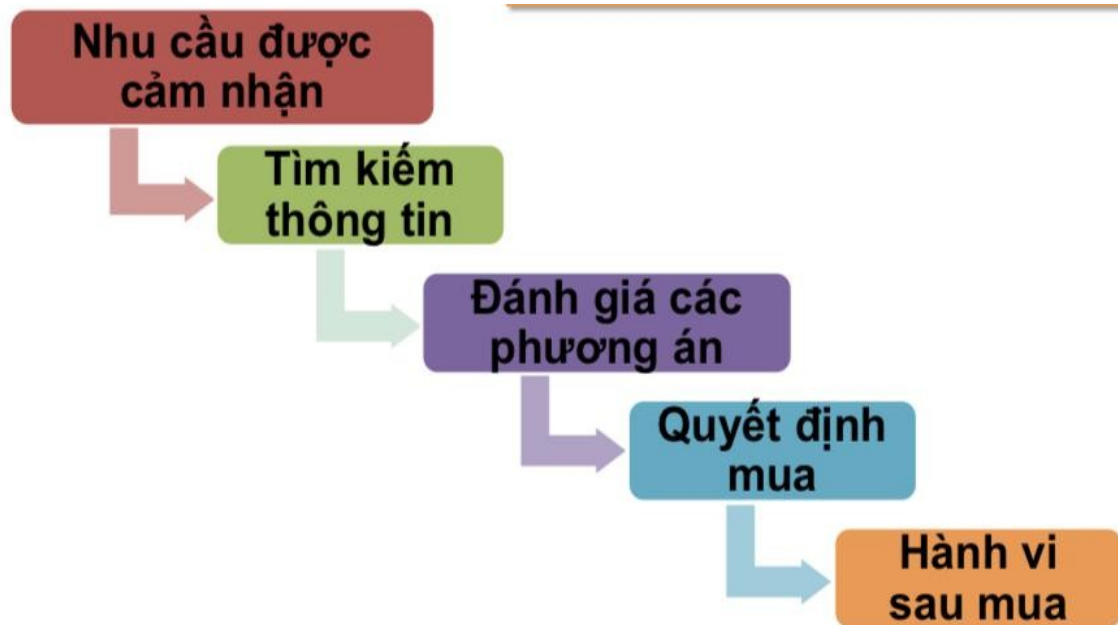 Nhu cầu được
cảm nhận
Tìm kiếm
thông tin
Đánh giá các
phương án
Quyết định
mua
Hành vi
sau mua